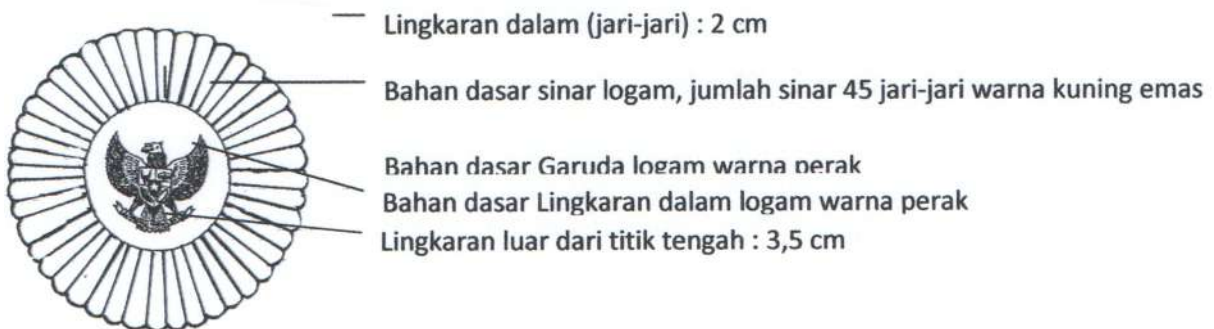 Lingkaran dalam (jari-jari) : 2 cm
Bahan dasar sinar logam, jumlah sinar 45 jari-jari warna kuning emas
Bahan dasar Garuda logam warna perak
Bahan dasar Lingkaran dalam logam warna perak
Lingkaran luar dari titik tengah : 3,5 cm